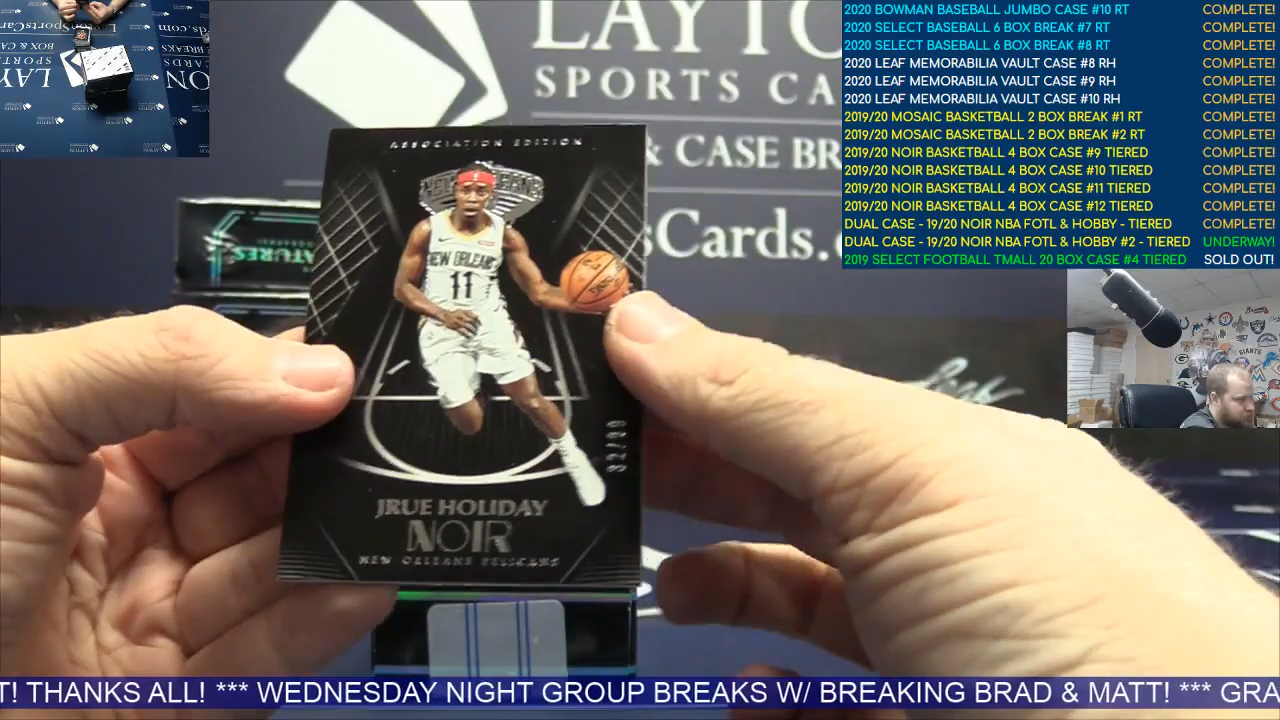 2020 BOWMAN BASEBALL JUMBO CASE #10 RT COMPLETE!
2020 SELECT BASEBALL 6 BOX BREAK #7 RT COMPLETE!
2020 SELECT BASEBALL 6 BOX BREAK #8 RT COMPLETE!
2020 LEAF MEMORABILIA VAULT CASE #8 RH COMPLETE!
2020 LEAF MEMORABILIA VAULT CASE #9 RH COMPLETE!
2020 LEAF MEMORABILIA VAULT CASE #10 RH COMPLETE!
2019/20 MOSAIC BASKETBALL 2 BOX BREAK #1 RT COMPLETE!
2019/20 MOSAIC BASKETBALL 2 BOX BREAK #2 RT COMPLETE!
2019/20 NOIR BASKETBALL 4 BOX CASE #9 TIERED COMPLETE!
2019/20 NOIR BASKETBALL 4 BOX CASE #10 TIERED COMPLETE!
2019/20 NOIR BASKETBALL 4 BOX CASE #11 TIERED COMPLETE!
2019/20 NOIR BASKETBALL 4 BOX CASE #12 TIERED COMPLETE!
DUAL CASE - 19/20 NOIR NBA FOTL & HOBBY - TIERED COMPLETE!
DUAL CASE - 19/20 NOIR NBA FOTL & HOBBY #2 - TIERED UNDERWAY!
2019 SELECT FOOTBALL TMALL 20 BOX CASE #4 TIERED SOLD OUT!
LAYTO
SPORTS CA
& CASE BR
sCards.
ASSOCIATION EDITION
NEW ORLEANS
11
JRUE HOLIDAY
NOIR
NEW ORLEANS PELICANS
T! THANKS ALL! *** WEDNESDAY NIGHT GROUP BREAKS W/ BREAKING BRAD & MATT! *** GRA